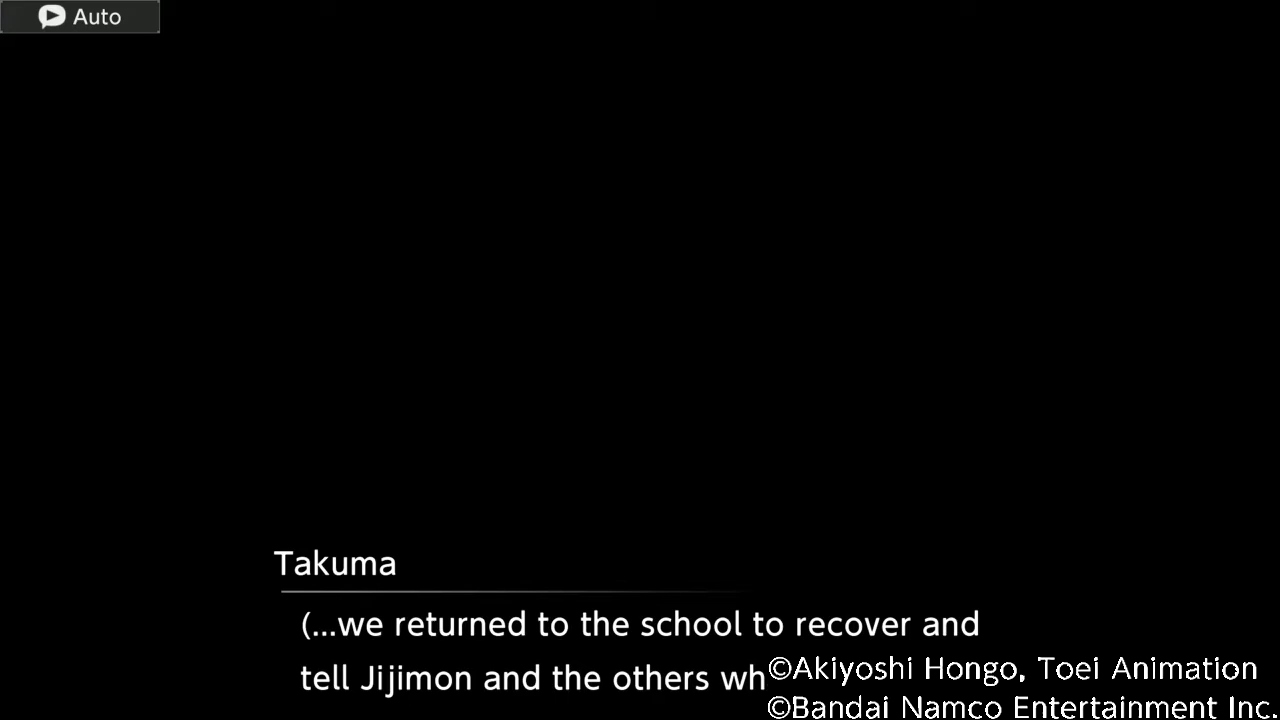 Auto
Takuma
(...we returned to the school to recover and
tell Jijimon and the others wh
©Akiyoshi Hongo, Toei Animation
©Bandai Namco Entertainment Inc.